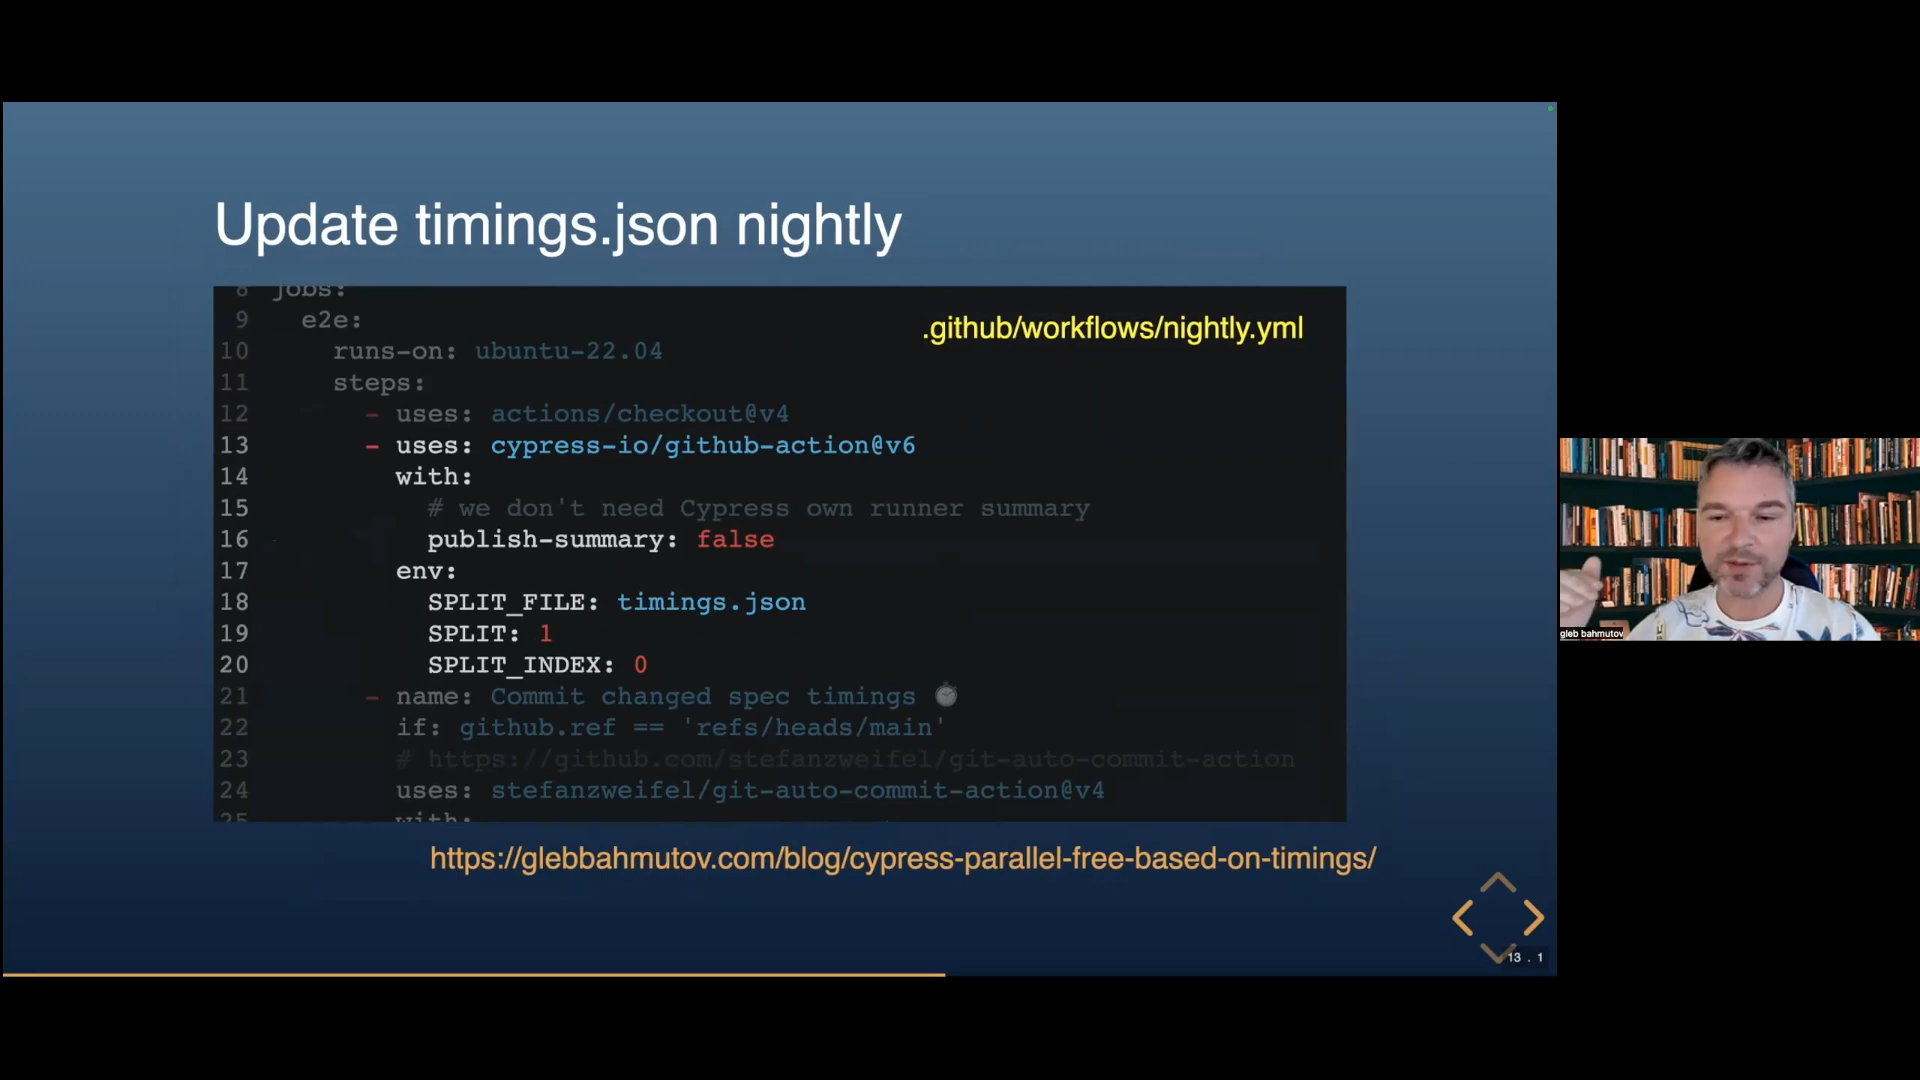 Update timings.json nightly
8 jobs:
.github/workflows/nightly.yml
9 e2e:
10 runs-on: ubuntu-22.04
11 steps:
12 - uses: actions/checkout@v4
13 - uses: cypress-io/github-action@v6
14 with:
15 # we don't need Cypress own runner summary
16 publish-summary: false
17 env:
18 SPLIT_FILE: timings.json
19 SPLIT: 1
20 SPLIT_INDEX: 0
21 - name: Commit changed spec timings ⏱
22 if: github.ref == 'refs/heads/main'
23 # https://github.com/stefanzweifel/git-auto-commit-action
24 uses: stefanzweifel/git-auto-commit-action@v4
25 with:
https://glebbahmutov.com/blog/cypress-parallel-free-based-on-timings/
13 . 1
gleb bahmutov